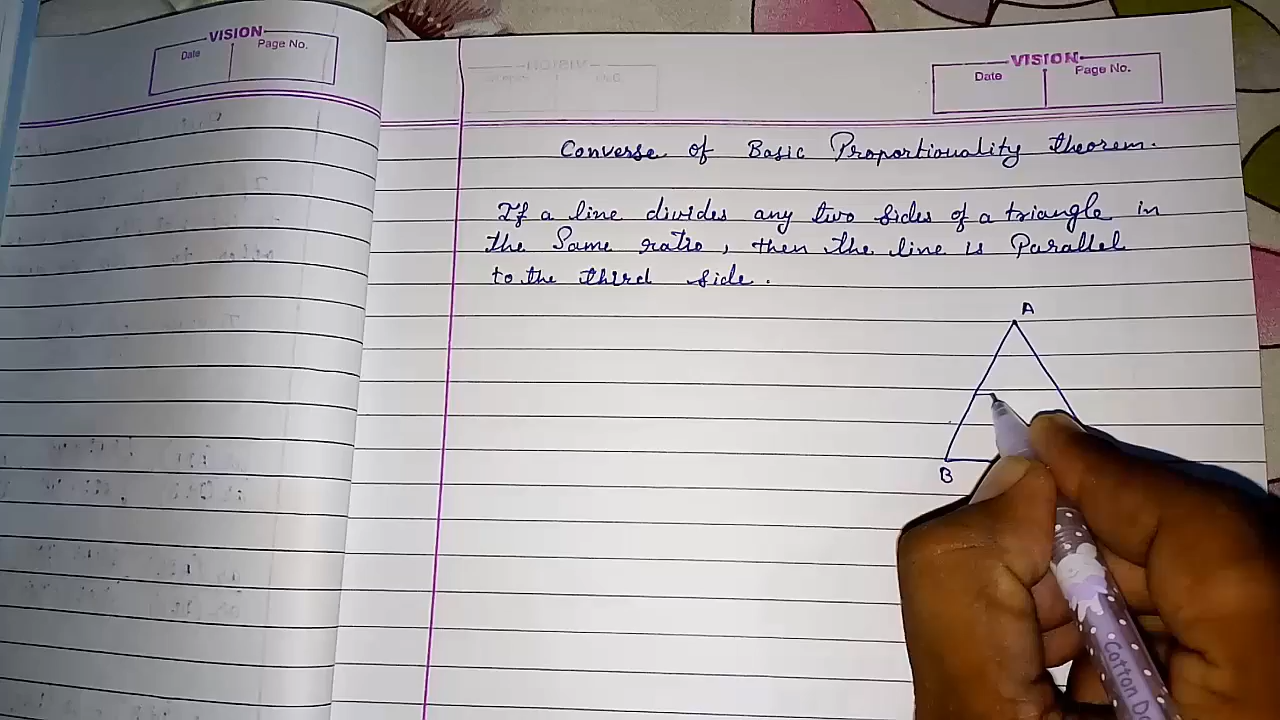 VISION
Date Page No.
VISION
Date Page No.
Converse of Basic Proportionality theorem.
If a line divides any two sides of a triangle in
the Same ratio, then the line is Parallel
to the third side.
A
B
Cotton